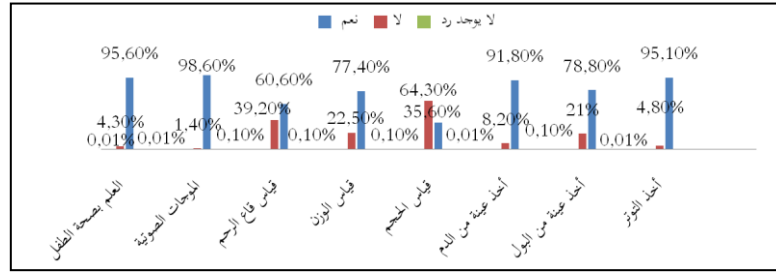 نعم لا لا يوجد رد
95,60% 98,60% 60,60% 77,40% 64,30% 91,80% 78,80% 95,10%
4,30% 1,40% 39,20% 22,50% 35,60% 8,20% 21% 4,80%
0,01% 0,01% 0,10% 0,10% 0,10% 0,01% 0,10% 0,01%
العلم بصحة الطفل
الموجات الصوتية
قياس قاع الرحم
قياس الوزن
قياس الحجم
أخذ عينة من الدم
أخذ عينة من البول
أخذ التوتر